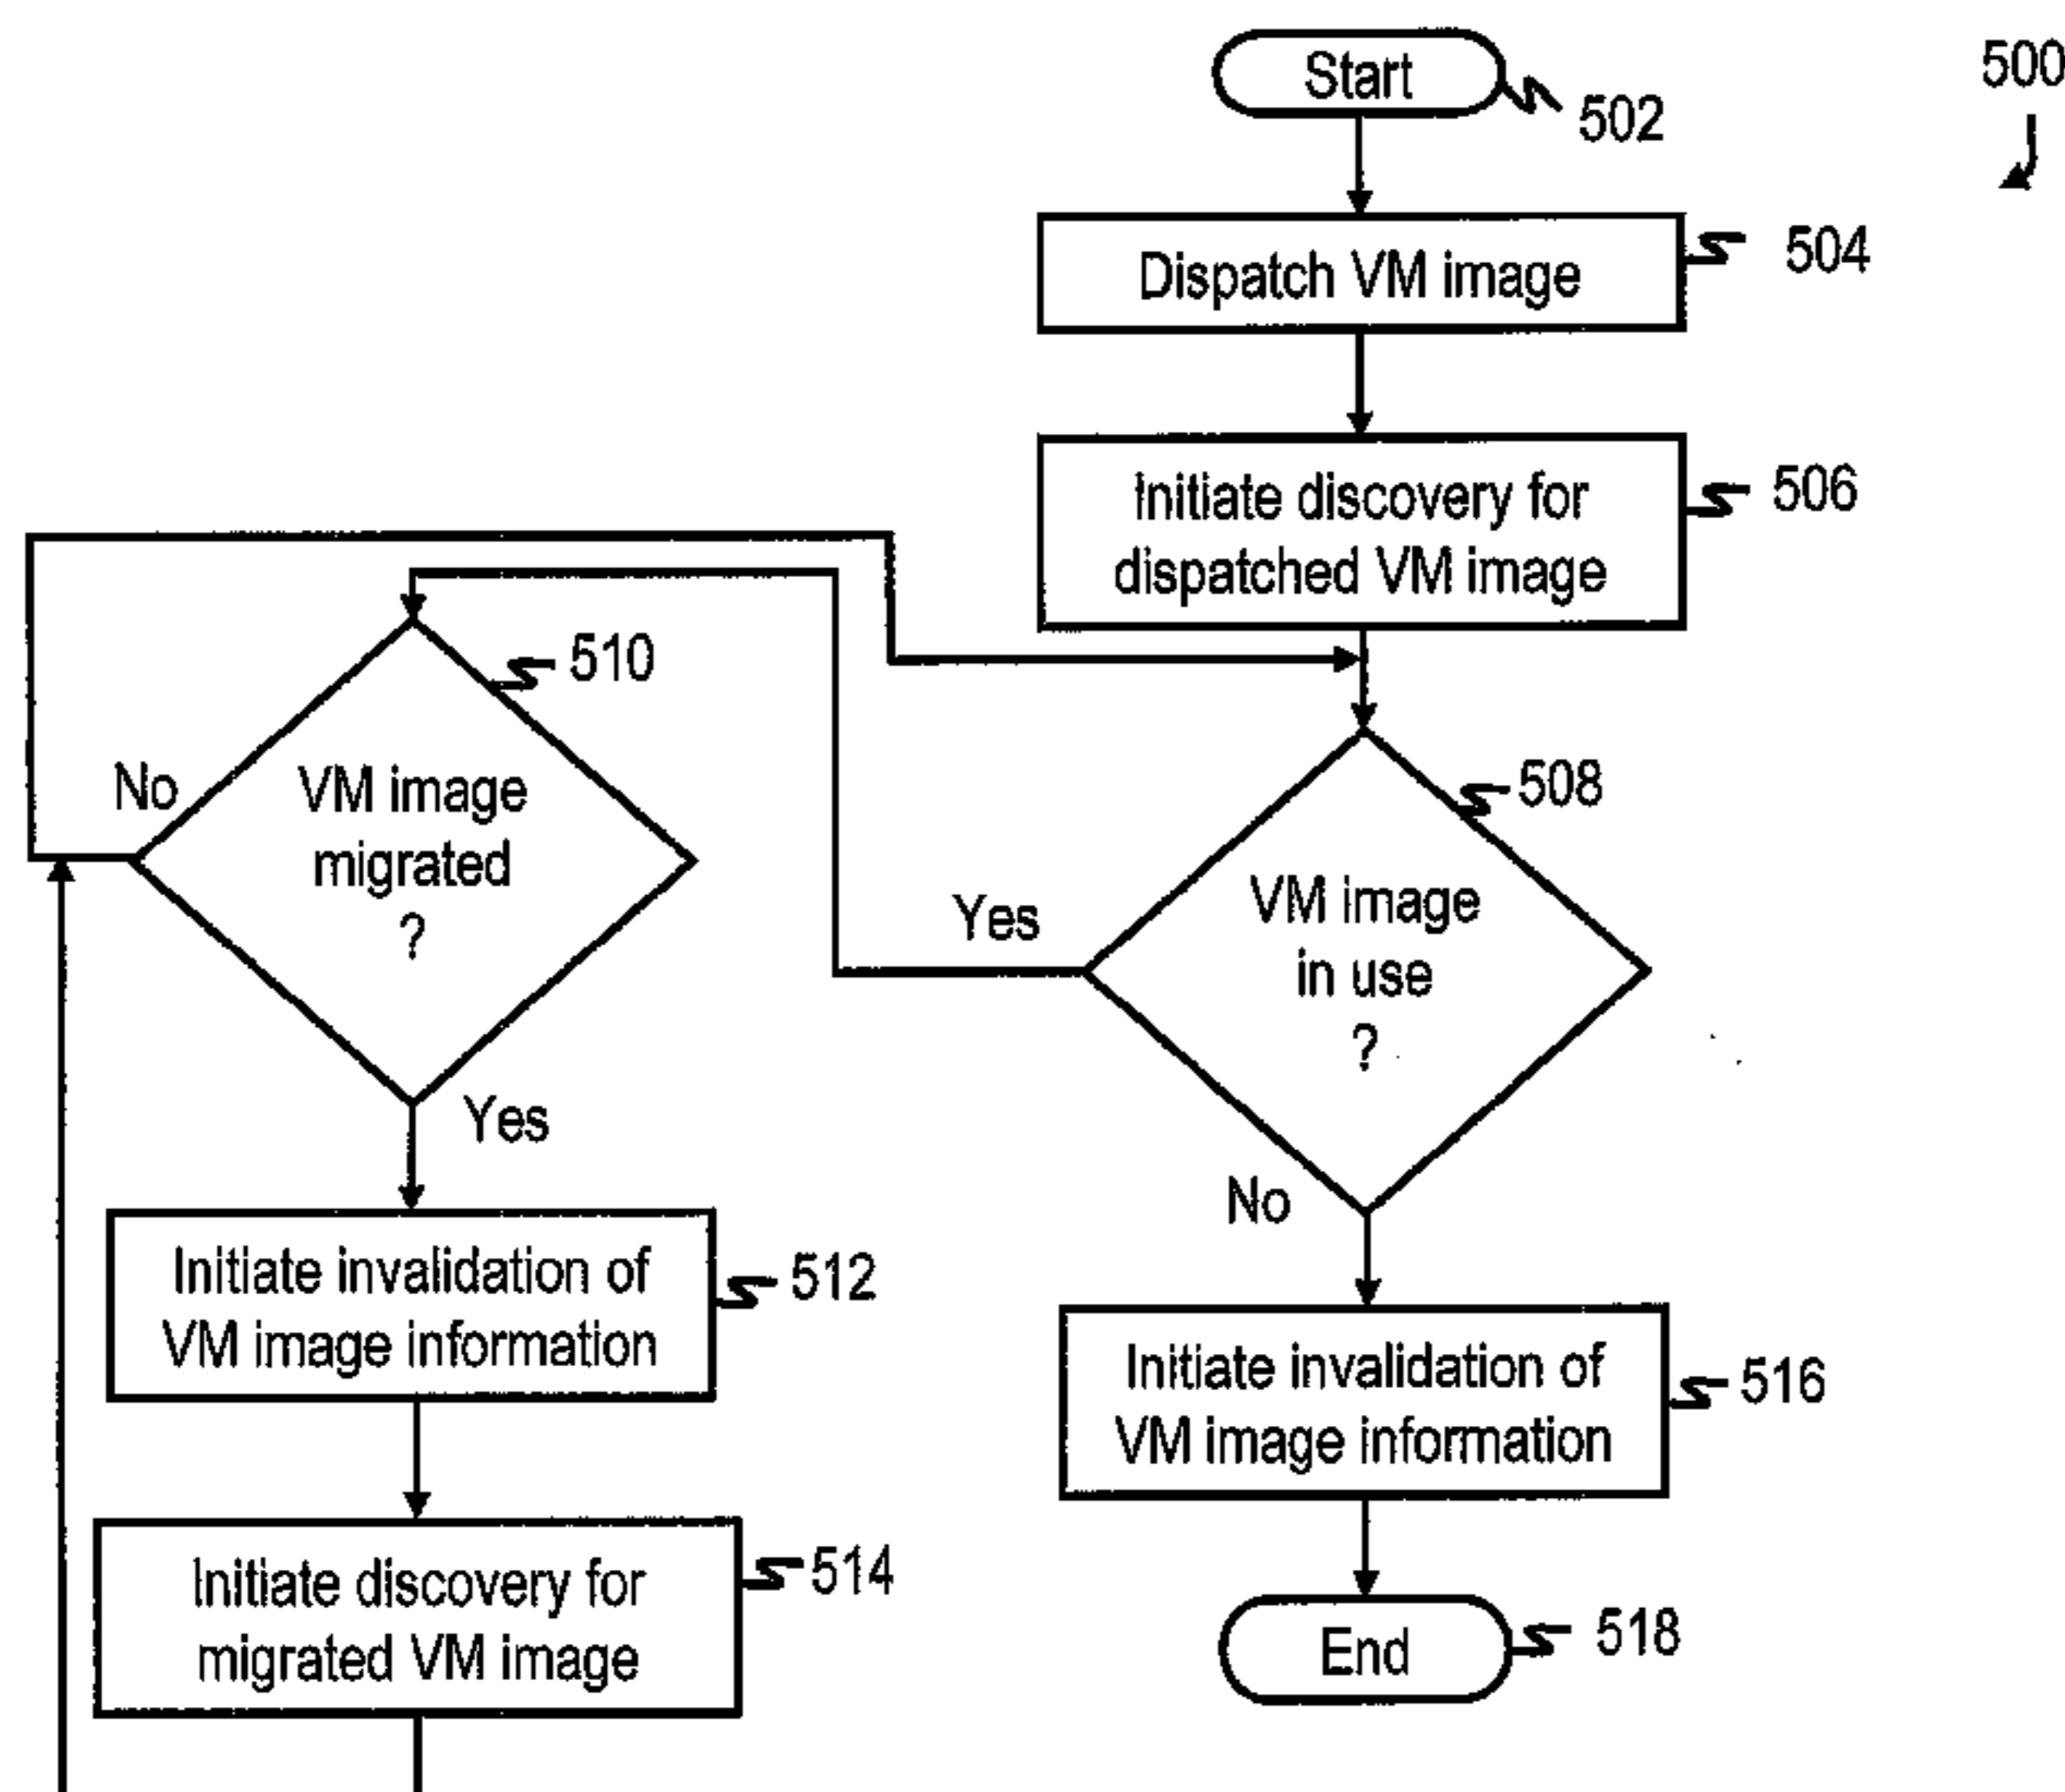 500
Start
502
Dispatch VM image
504
Initiate discovery for
dispatched VM image
506
VM image
in use
?
508
Yes
No
VM image
migrated
?
510
No
Yes
Initiate invalidation of
VM image information
512
Initiate discovery for
migrated VM image
514
Initiate invalidation of
VM image information
516
End
518